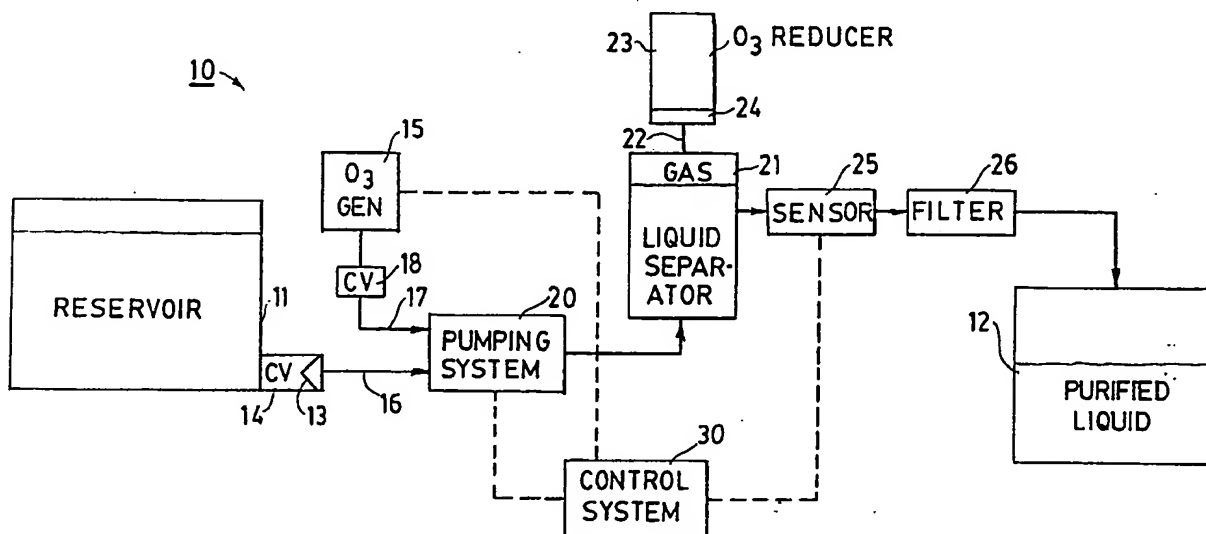 10
23
O3 REDUCER
24
22
15
O3
GEN
GAS
21
25
SENSOR
26
FILTER
LIQUID
SEPAR-
ATOR
18
CV
17
RESERVOIR
11
20
PUMPING
SYSTEM
12
PURIFIED
LIQUID
CV
14
13
16
30
CONTROL
SYSTEM